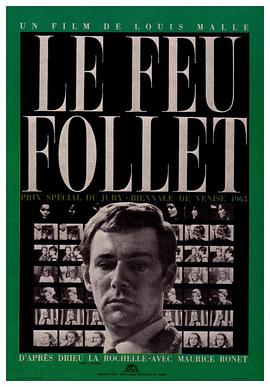 UN FILM DE LOUIS MALLE
LE FEU
FOLLET
PRIX SPECIAL DU JURY • BIENNALE DE VENISE 1963
D'APRÈS DRIEU LA ROCHELLE • AVEC MAURICE RONET